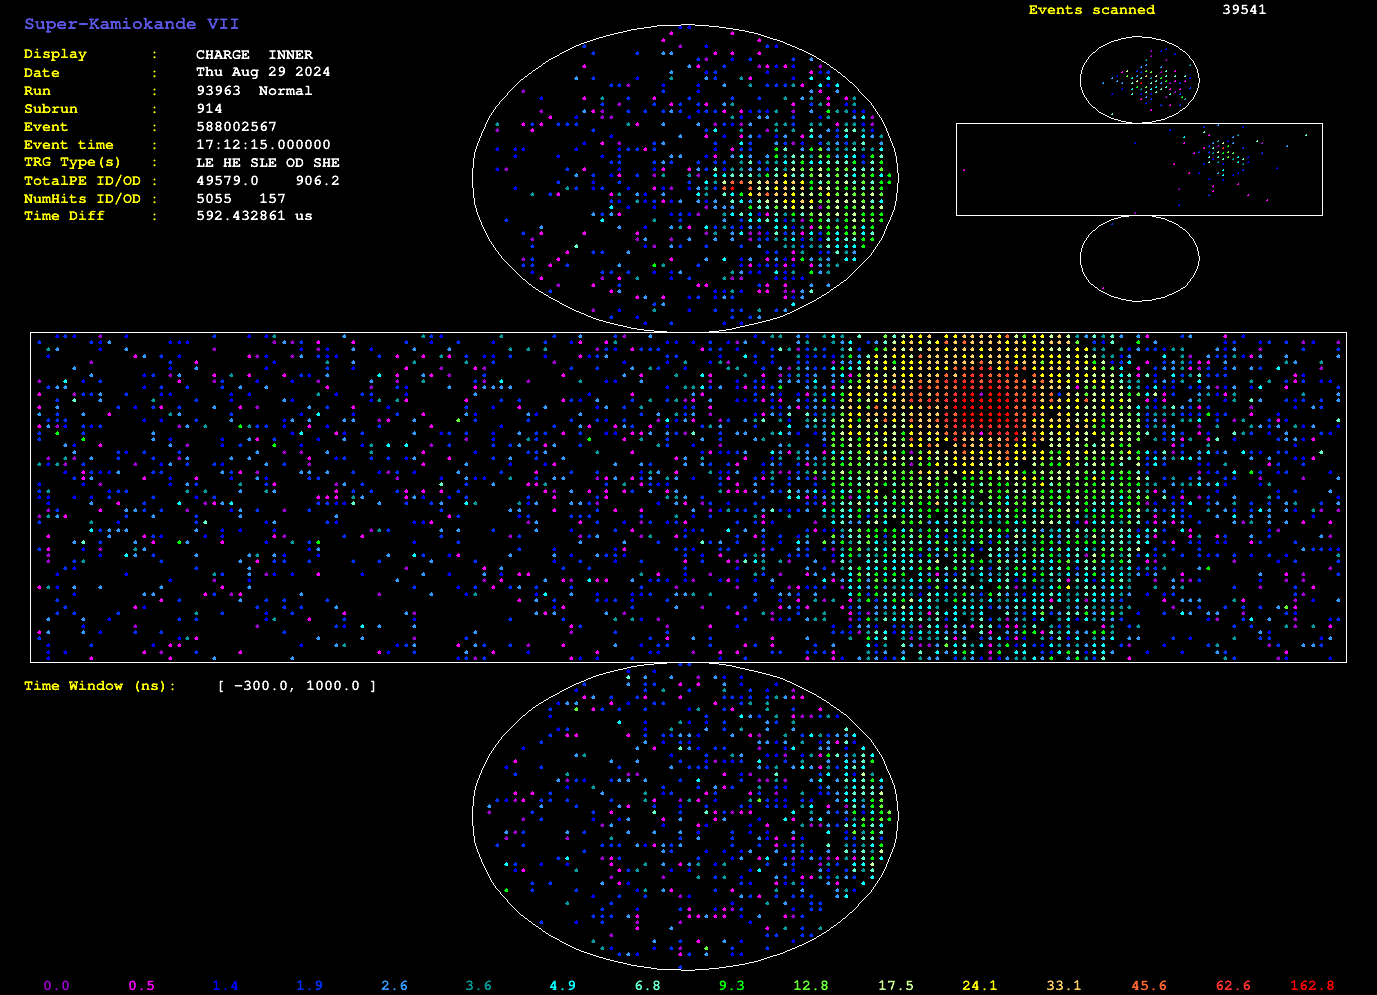 Super-Kamiokande VII
Events scanned 39541
Display : CHARGE INNER
Date : Thu Aug 29 2024
Run : 93963 Normal
Subrun : 914
Event : 588002567
Event time : 17:12:15.000000
TRG Type(s) : LE HE SLE OD SHE
TotalPE ID/OD : 49579.0 906.2
NumHits ID/OD : 5055 157
Time Diff : 592.432861 us
Time Window (ns): [ -300.0, 1000.0 ]
0.0 0.5 1.4 1.9 2.6 3.6 4.9 6.8 9.3 12.8 17.5 24.1 33.1 45.6 62.6 162.8